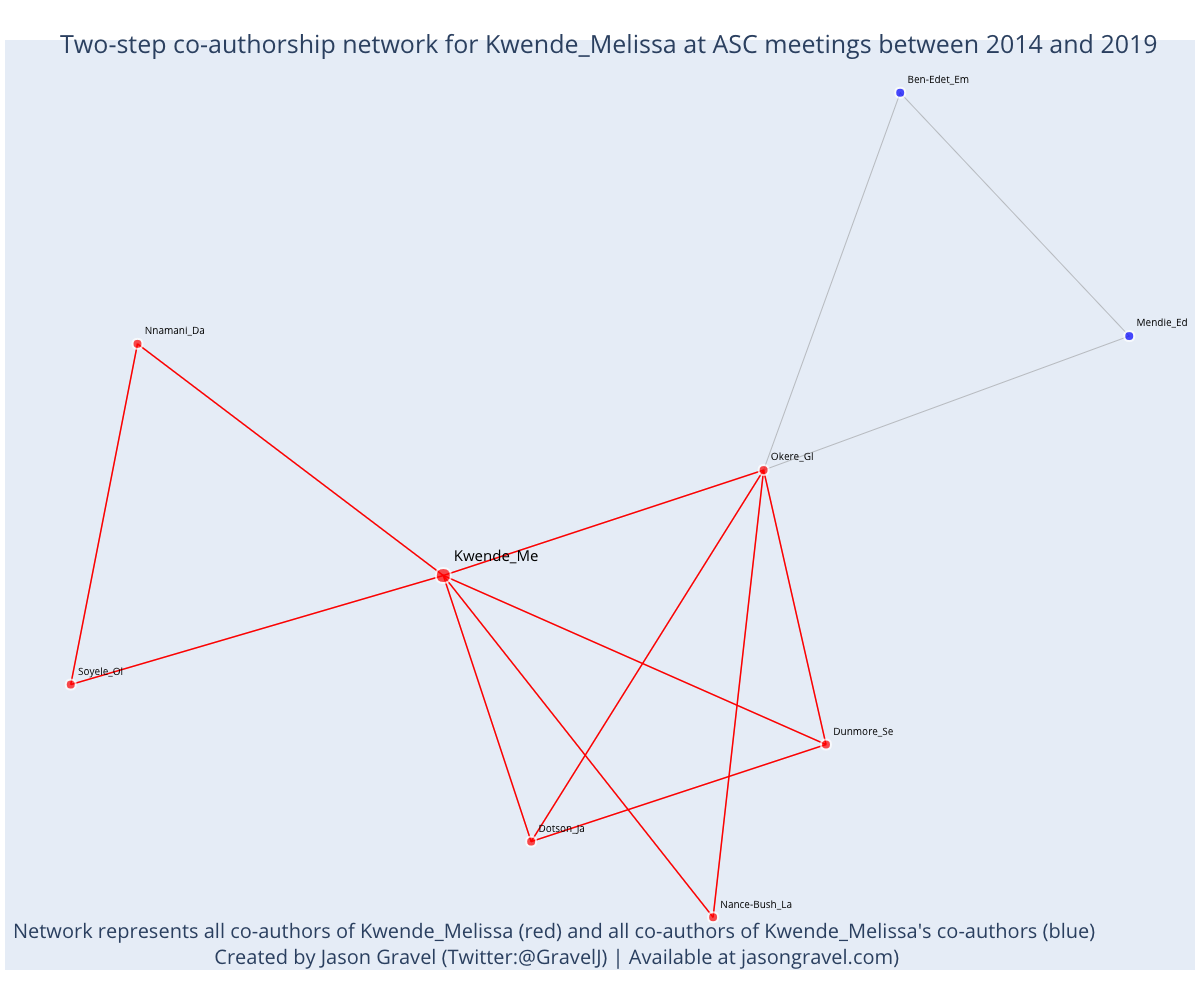 Two-step co-authorship network for Kwende_Melissa at ASC meetings between 2014 and 2019
Ben-Edet_Em
Mendie_Ed
Nnamani_Da
Okere_Gl
Kwende_Me
Soyele_Ol
Dunmore_Se
Dotson_Ja
Nance-Bush_La
Network represents all co-authors of Kwende_Melissa (red) and all co-authors of Kwende_Melissa's co-authors (blue)
Created by Jason Gravel (Twitter:@GravelJ) | Available at jasongravel.com)